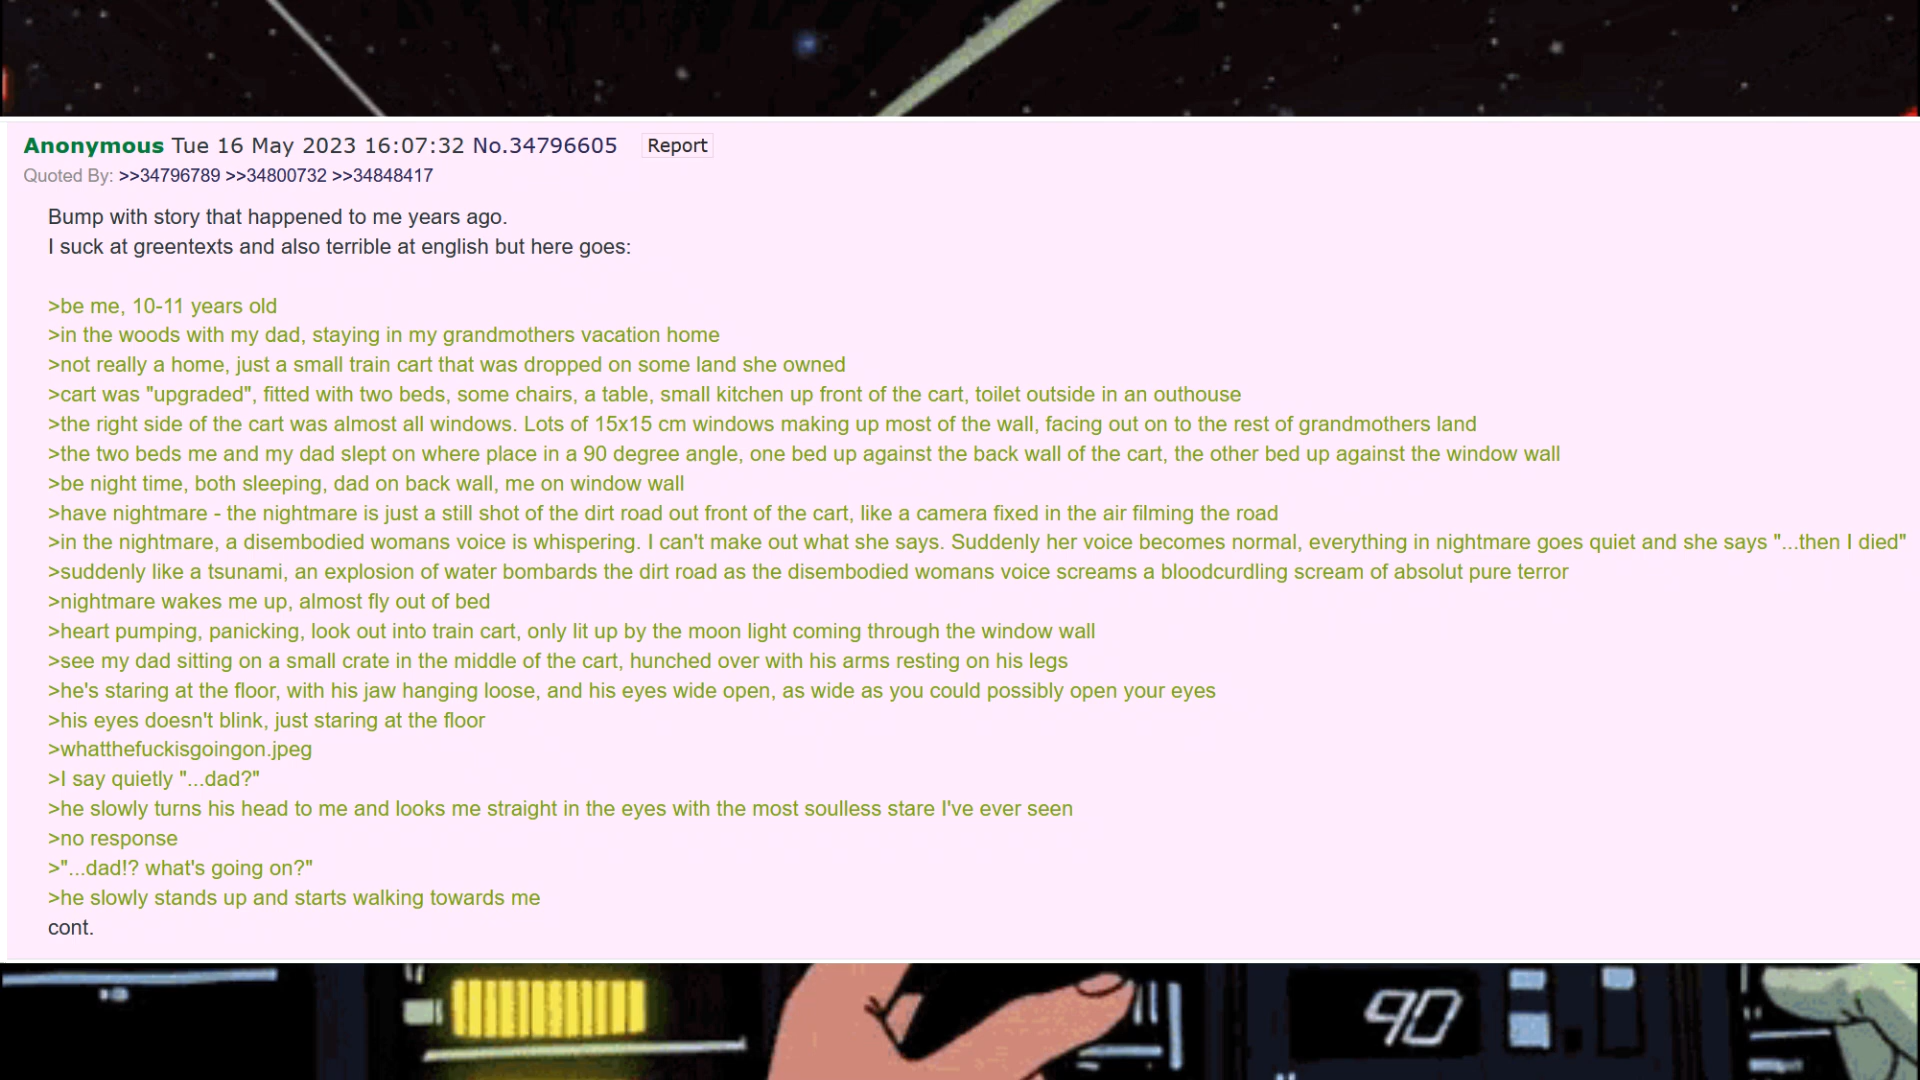 Anonymous Tue 16 May 2023 16:07:32 No.34796605 Report
Quoted By: >>34796789 >>34800732 >>34848417
Bump with story that happened to me years ago.
I suck at greentexts and also terrible at english but here goes:
>be me, 10-11 years old
>in the woods with my dad, staying in my grandmothers vacation home
>not really a home, just a small train cart that was dropped on some land she owned
>cart was "upgraded", fitted with two beds, some chairs, a table, small kitchen up front of the cart, toilet outside in an outhouse
>the right side of the cart was almost all windows. Lots of 15x15 cm windows making up most of the wall, facing out on to the rest of grandmothers land
>the two beds me and my dad slept on where place in a 90 degree angle, one bed up against the back wall of the cart, the other bed up against the window wall
>be night time, both sleeping, dad on back wall, me on window wall
>have nightmare - the nightmare is just a still shot of the dirt road out front of the cart, like a camera fixed in the air filming the road
>in the nightmare, a disembodied womans voice is whispering. I can't make out what she says. Suddenly her voice becomes normal, everything in nightmare goes quiet and she says "...then I died"
>suddenly like a tsunami, an explosion of water bombards the dirt road as the disembodied womans voice screams a bloodcurdling scream of absolut pure terror
>nightmare wakes me up, almost fly out of bed
>heart pumping, panicking, look out into train cart, only lit up by the moon light coming through the window wall
>see my dad sitting on a small crate in the middle of the cart, hunched over with his arms resting on his legs
>he's staring at the floor, with his jaw hanging loose, and his eyes wide open, as wide as you could possibly open your eyes
>his eyes doesn't blink, just staring at the floor
>whatthefuckisgoingon.jpeg
>I say quietly "...dad?"
>he slowly turns his head to me and looks me straight in the eyes with the most soulless stare I've ever seen
>no response
>"...dad!? what's going on?"
>he slowly stands up and starts walking towards me
cont.
90